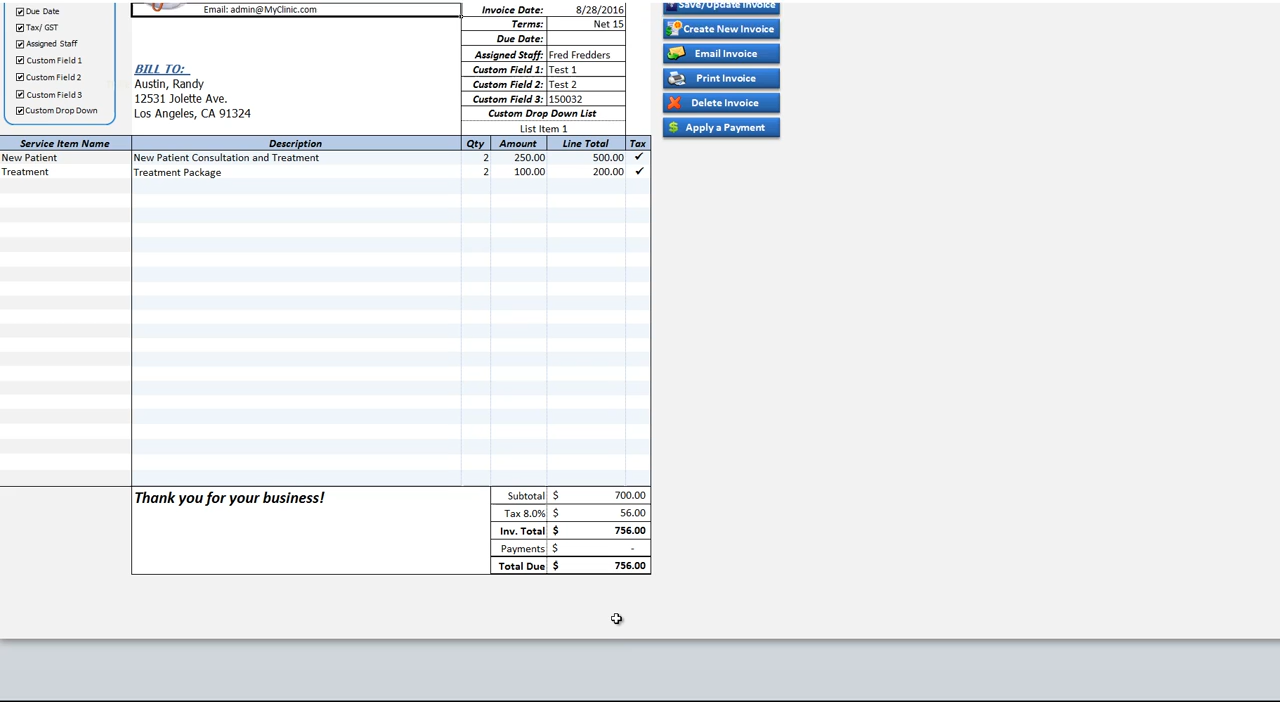 Due Date
Tax/ GST
Assigned Staff
Custom Field 1
Custom Field 2
Custom Field 3
Custom Drop Down
Email: admin@MyClinic.com
BILL TO:
Austin, Randy
12531 Jolette Ave.
Los Angeles, CA 91324
Invoice Date: 8/28/2016
Terms: Net 15
Due Date:
Assigned Staff: Fred Fredders
Custom Field 1: Test 1
Custom Field 2: Test 2
Custom Field 3: 150032
Custom Drop Down List
List Item 1
Save/Update Invoice
Create New Invoice
Email Invoice
Print Invoice
Delete Invoice
Apply a Payment
Service Item Name Description Qty Amount Line Total Tax
New Patient New Patient Consultation and Treatment 2 250.00 500.00 ✓
Treatment Treatment Package 2 100.00 200.00 ✓
Thank you for your business!
Subtotal $ 700.00
Tax 8.0% $ 56.00
Inv. Total $ 756.00
Payments $ -
Total Due $ 756.00